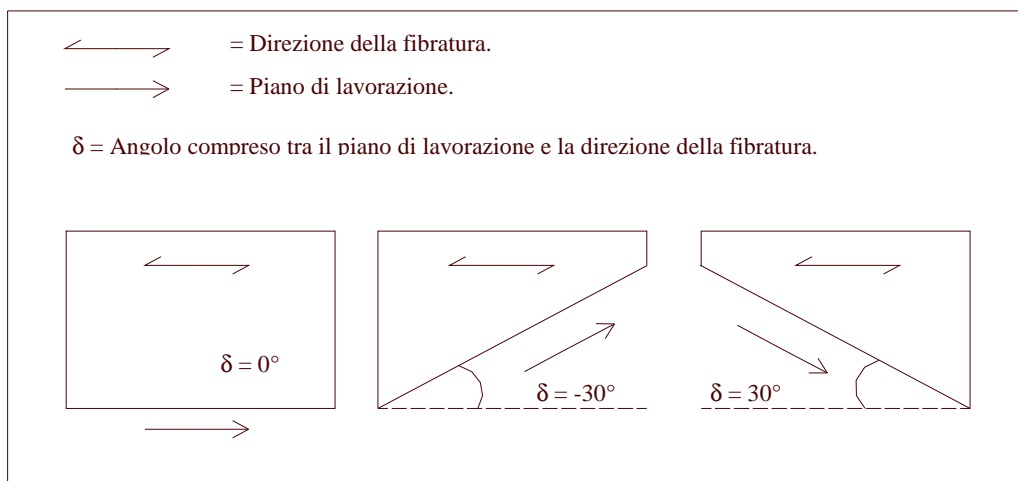 = Direzione della fibratura.
= Piano di lavorazione.
δ = Angolo compreso tra il piano di lavorazione e la direzione della fibratura.
δ = 0°
δ = -30°
δ = 30°